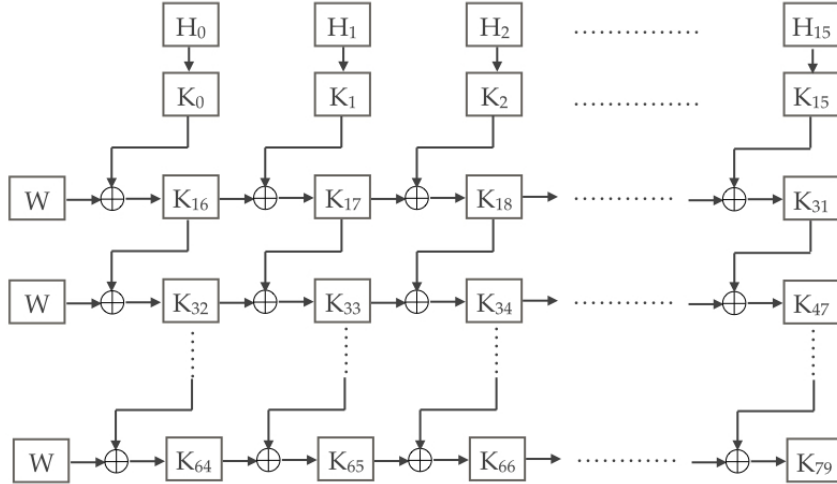 H₀ H₁ H₂ .............. H₁₅
K₀ K₁ K₂ .............. K₁₅
W K₁₆ K₁₇ K₁₈ .............. K₃₁
W K₃₂ K₃₃ K₃₄ .............. K₄₇
W K₆₄ K₆₅ K₆₆ .............. K₇₉